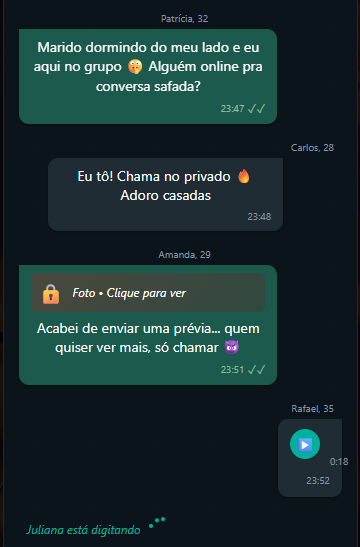 Patrícia, 32
Marido dormindo do meu lado e eu
aqui no grupo 🫣 Alguém online pra
conversa safada?
23:47 ✓✓
Carlos, 28
Eu tô! Chama no privado 🔥
Adoro casadas
23:48
Amanda, 29
🔒 Foto • Clique para ver
Acabei de enviar uma prévia... quem
quiser ver mais, só chamar 😈
23:51 ✓✓
Rafael, 35
▶️
0:18
23:52
Juliana está digitando